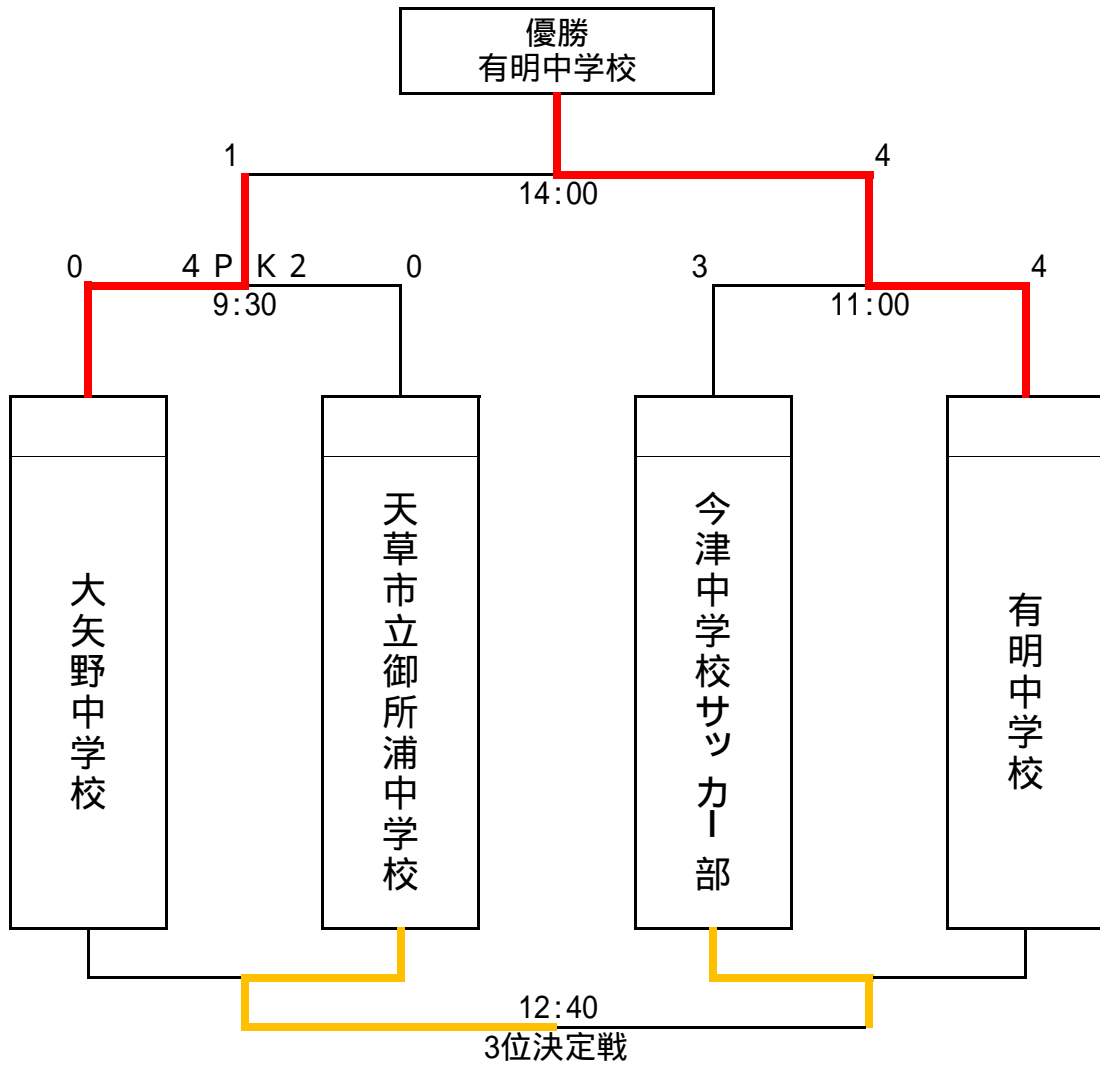 優勝
有明中学校
1
4
14:00
0
4 P K 2
0
3
4
9:30
11:00
大矢野中学校
天草市立御所浦中学校
今津中学校サッカー部
有明中学校
12:40
3位決定戦